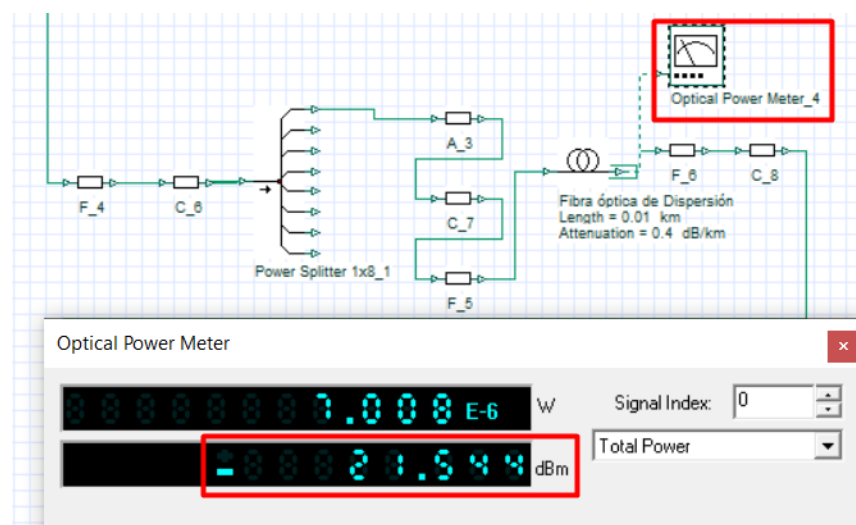 Optical Power Meter_4
A_3
F_4
C_6
F_6
C_8
Fibra óptica de Dispersión
Length = 0.01 km
Attenuation = 0.4 dB/km
C_7
Power Splitter 1x8_1
F_5
Optical Power Meter
×
7.008 E-6 W
Signal Index: 0
- 21.544 dBm
Total Power